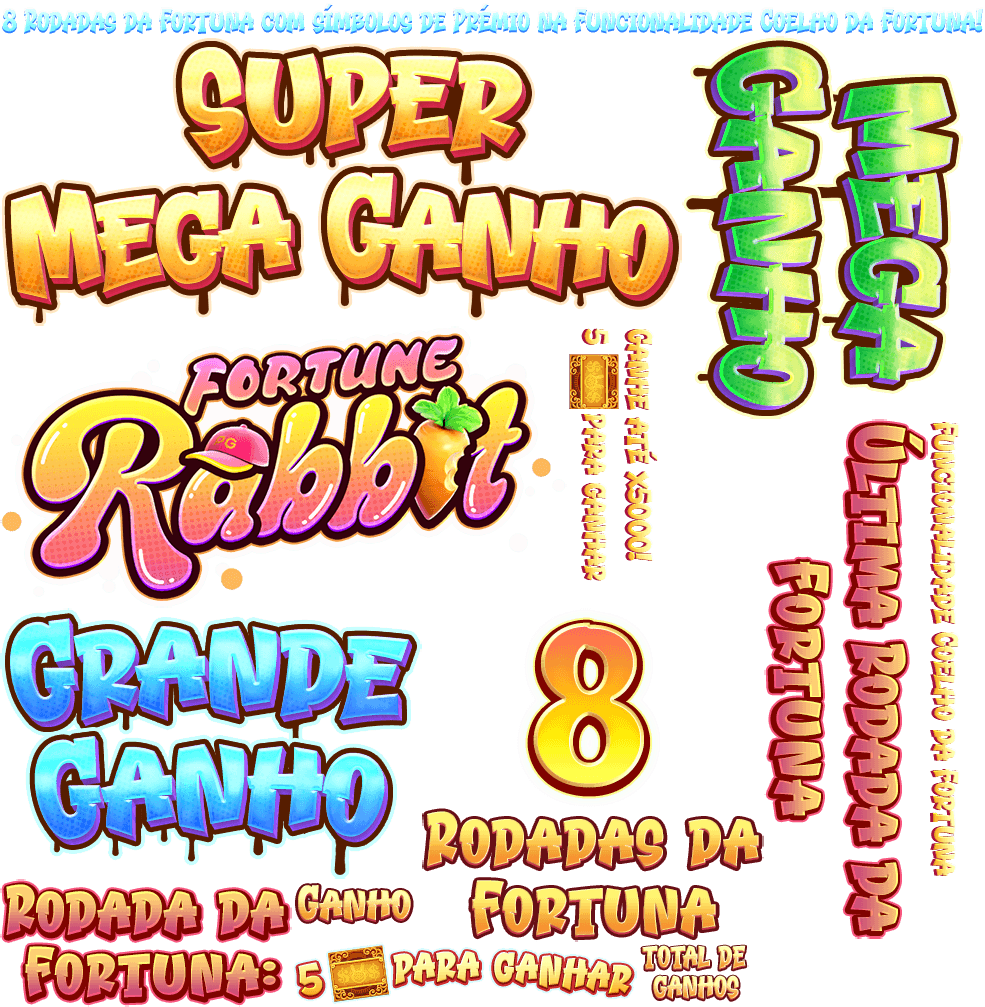 8 Rodadas da Fortuna com símbolos de Prémio na Funcionalidade Coelho da Fortuna!
SUPER
MEGA GANHO
MEGA
GANHO
FORTUNE
Rabbit
PG
GANHE ATÉ X5000!
5 PARA GANHAR
FUNCIONALIDADE COELHO DA FORTUNA
ÚLTIMA RODADA DA
FORTUNA
GRANDE
GANHO
8
RODADAS DA
FORTUNA
RODADA DA
FORTUNA:
GANHO
5 PARA GANHAR
TOTAL DE
GANHOS